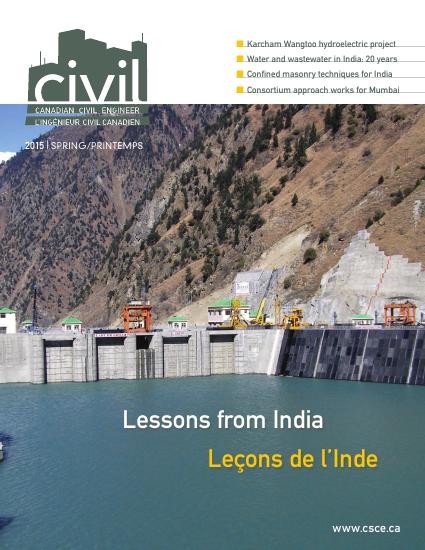 Karcham Wangtoo hydroelectric project
Water and wastewater in India: 20 years
Confined masonry techniques for India
Consortium approach works for Mumbai
civil
CANADIAN CIVIL ENGINEER
L'INGÉNIEUR CIVIL CANADIEN
2015 | SPRING/PRINTEMPS
Lessons from India
Leçons de l'Inde
www.csce.ca